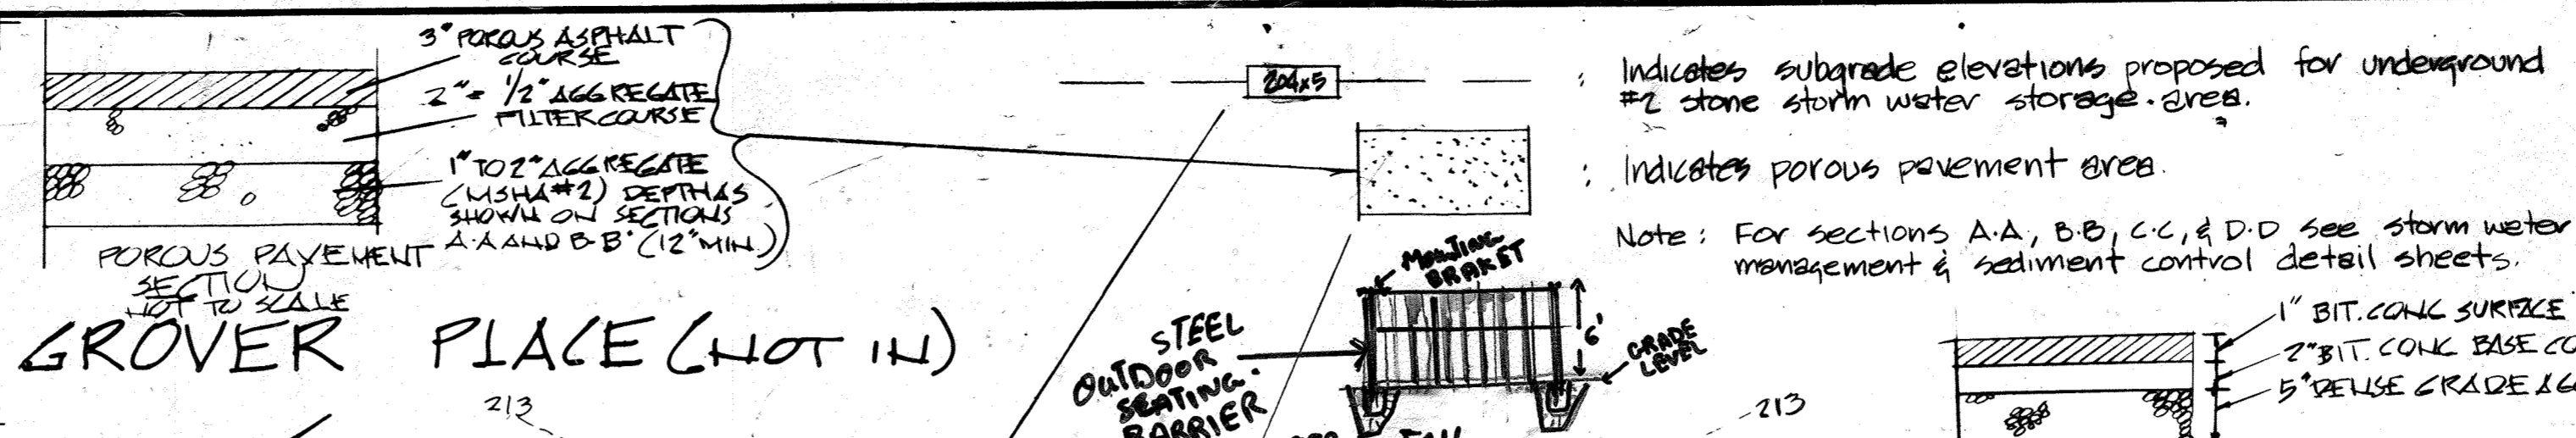 3" POROUS ASPHALT
COURSE
2"= 1/2" AGGREGATE
FILTER COURSE
1" TO 2" AGGREGATE
(MSHA #2) DEPTH AS
SHOWN ON SECTIONS
A-A AND B-B (12" MIN.)
POROUS PAVEMENT
SECTION
NOT TO SCALE
GROVER PLACE (NOT IN)
213
204x5
: Indicates subgrade elevations proposed for underground
#2 stone storm water storage area.
: Indicates porous pavement area.
Note: For sections A-A, B-B, C-C, & D-D see storm water
management & sediment control detail sheets.
MOUNTING
BRAKET
STEEL
OUTDOOR
SEATING
BARRIER
6'
GRADE
LEVEL
213
1" BIT. CONC SURFACE
2" BIT. CONC BASE CO
5" DENSE GRADE AGG